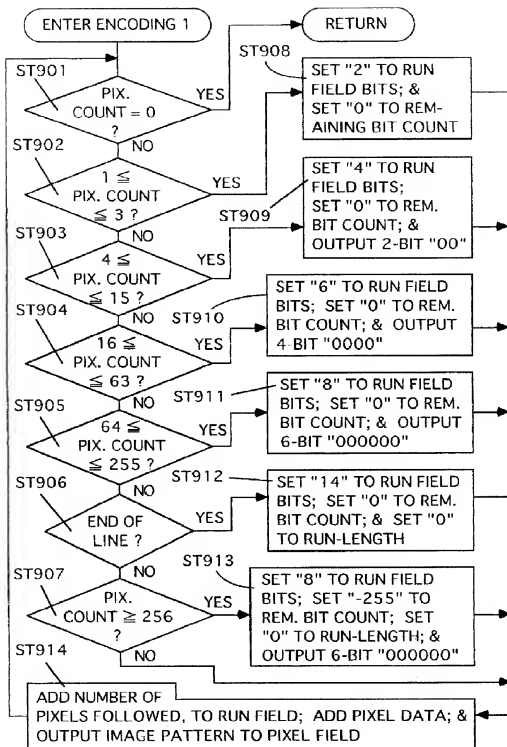 ENTER ENCODING 1
RETURN
ST901
PIX.
COUNT = 0
?
YES
NO
ST908
SET "2" TO RUN
FIELD BITS; &
SET "0" TO REM-
AINING BIT COUNT
ST902
1 ≦
PIX. COUNT
≦ 3 ?
YES
NO
ST909
SET "4" TO RUN
FIELD BITS;
SET "0" TO REM.
BIT COUNT; &
OUTPUT 2-BIT "00"
ST903
4 ≦
PIX. COUNT
≦ 15 ?
YES
NO
ST910
SET "6" TO RUN FIELD
BITS; SET "0" TO REM.
BIT COUNT; & OUTPUT
4-BIT "0000"
ST904
16 ≦
PIX. COUNT
≦ 63 ?
YES
NO
ST911
SET "8" TO RUN FIELD
BITS; SET "0" TO REM.
BIT COUNT; & OUTPUT
6-BIT "000000"
ST905
64 ≦
PIX. COUNT
≦ 255 ?
YES
NO
ST912
SET "14" TO RUN FIELD
BITS; SET "0" TO REM.
BIT COUNT; & SET "0"
TO RUN-LENGTH
ST906
END OF
LINE ?
YES
NO
ST913
SET "8" TO RUN FIELD
BITS; SET "-255" TO
REM. BIT COUNT; SET
"0" TO RUN-LENGTH; &
OUTPUT 6-BIT "000000"
ST907
PIX.
COUNT ≧ 256
?
YES
NO
ST914
ADD NUMBER OF
PIXELS FOLLOWED, TO RUN FIELD; ADD PIXEL DATA; &
OUTPUT IMAGE PATTERN TO PIXEL FIELD